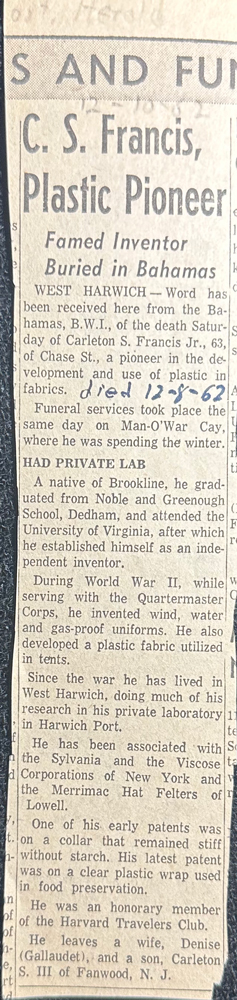 Herald
S AND FUN
C. S. Francis,
Plastic Pioneer
Famed Inventor
Buried in Bahamas
WEST HARWICH — Word has
been received here from the Ba-
hamas, B.W.I., of the death Satur-
day of Carleton S. Francis Jr., 63,
of Chase St., a pioneer in the de-
velopment and use of plastic in
fabrics. died 12-8-62
Funeral services took place the
same day on Man-O'War Cay,
where he was spending the winter.
HAD PRIVATE LAB
A native of Brookline, he grad-
uated from Noble and Greenough
School, Dedham, and attended the
University of Virginia, after which
he established himself as an inde-
pendent inventor.
During World War II, while
serving with the Quartermaster
Corps, he invented wind, water
and gas-proof uniforms. He also
developed a plastic fabric utilized
in tents.
Since the war he has lived in
West Harwich, doing much of his
research in his private laboratory
in Harwich Port.
He has been associated with
the Sylvania and the Viscose
Corporations of New York and
the Merrimac Hat Felters of
Lowell.
One of his early patents was
on a collar that remained stiff
without starch. His latest patent
was on a clear plastic wrap used
in food preservation.
He was an honorary member
of the Harvard Travelers Club.
He leaves a wife, Denise
(Gallaudet), and a son, Carleton
S. III of Fanwood, N. J.